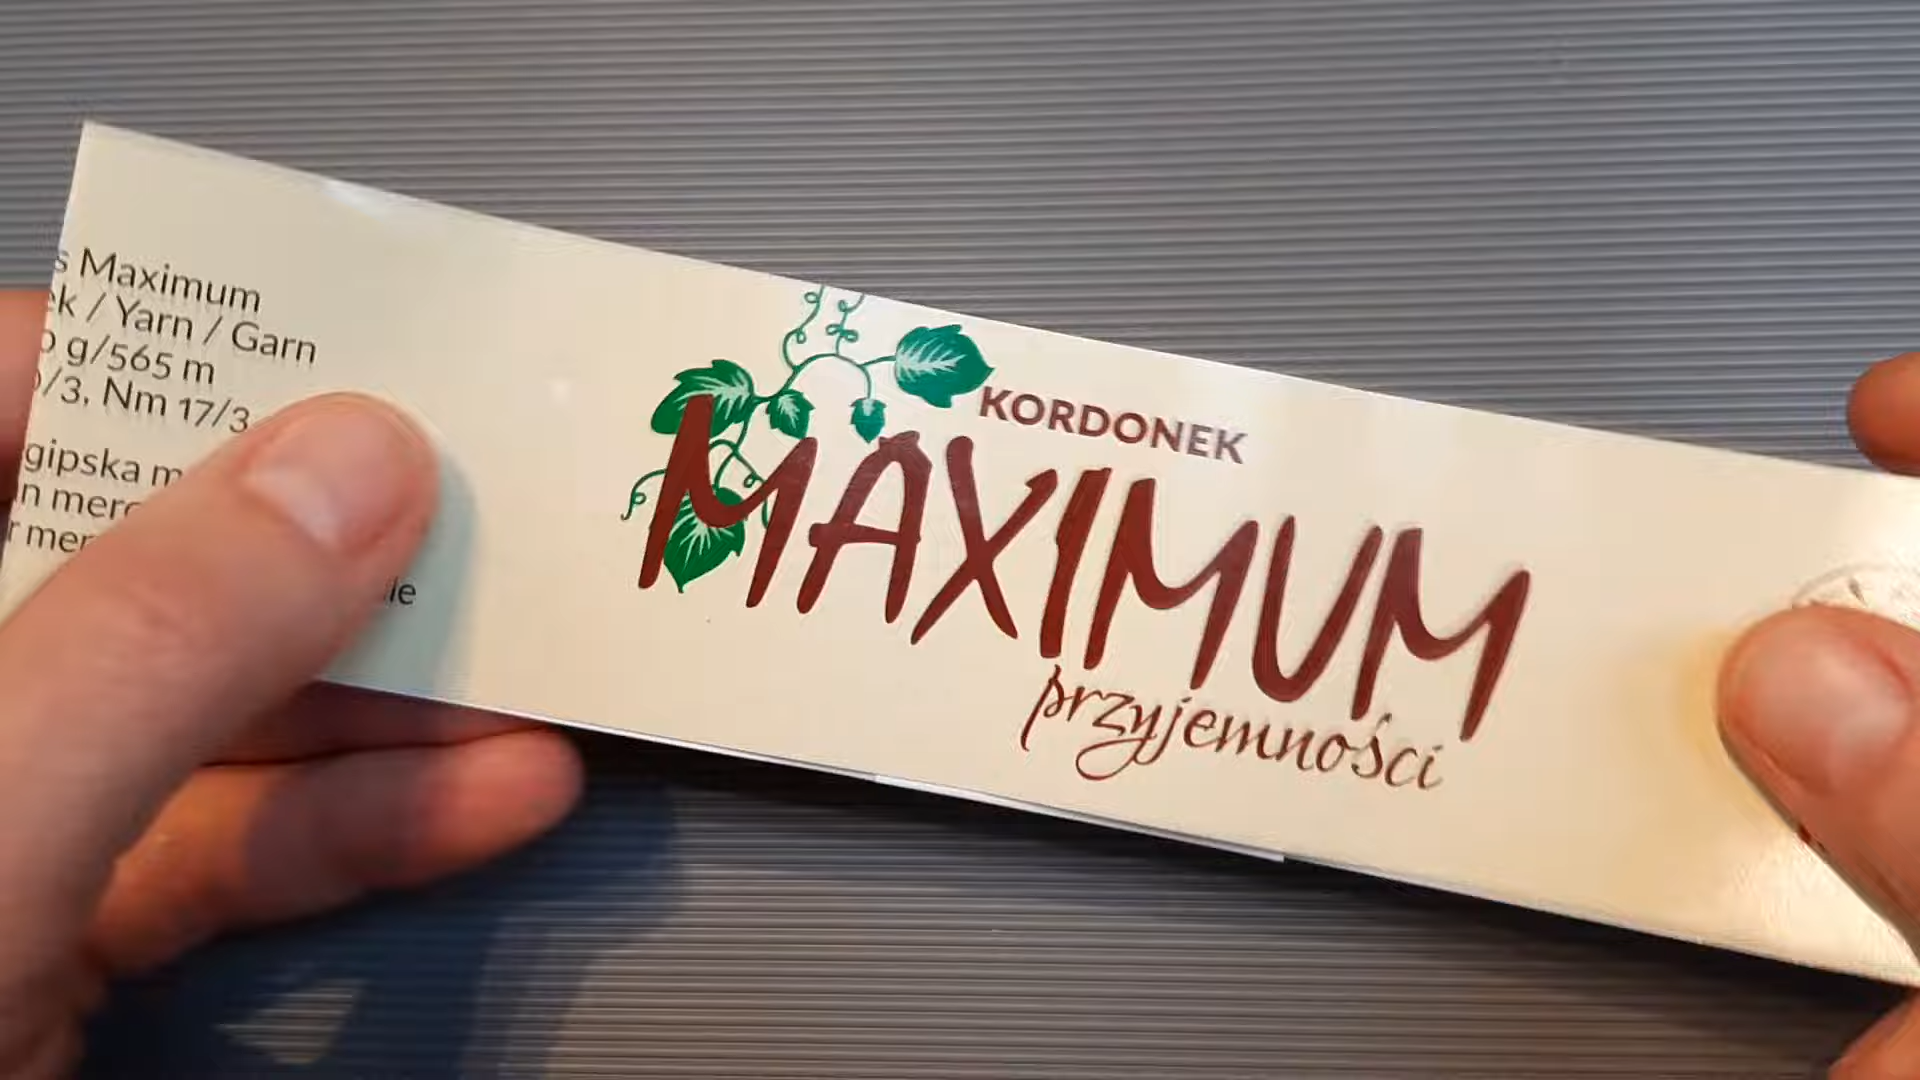 Maximum
/ Yarn / Garn
g/565 m
/3, Nm 17/3
KORDONEK
MAXIMUM
przyjemności